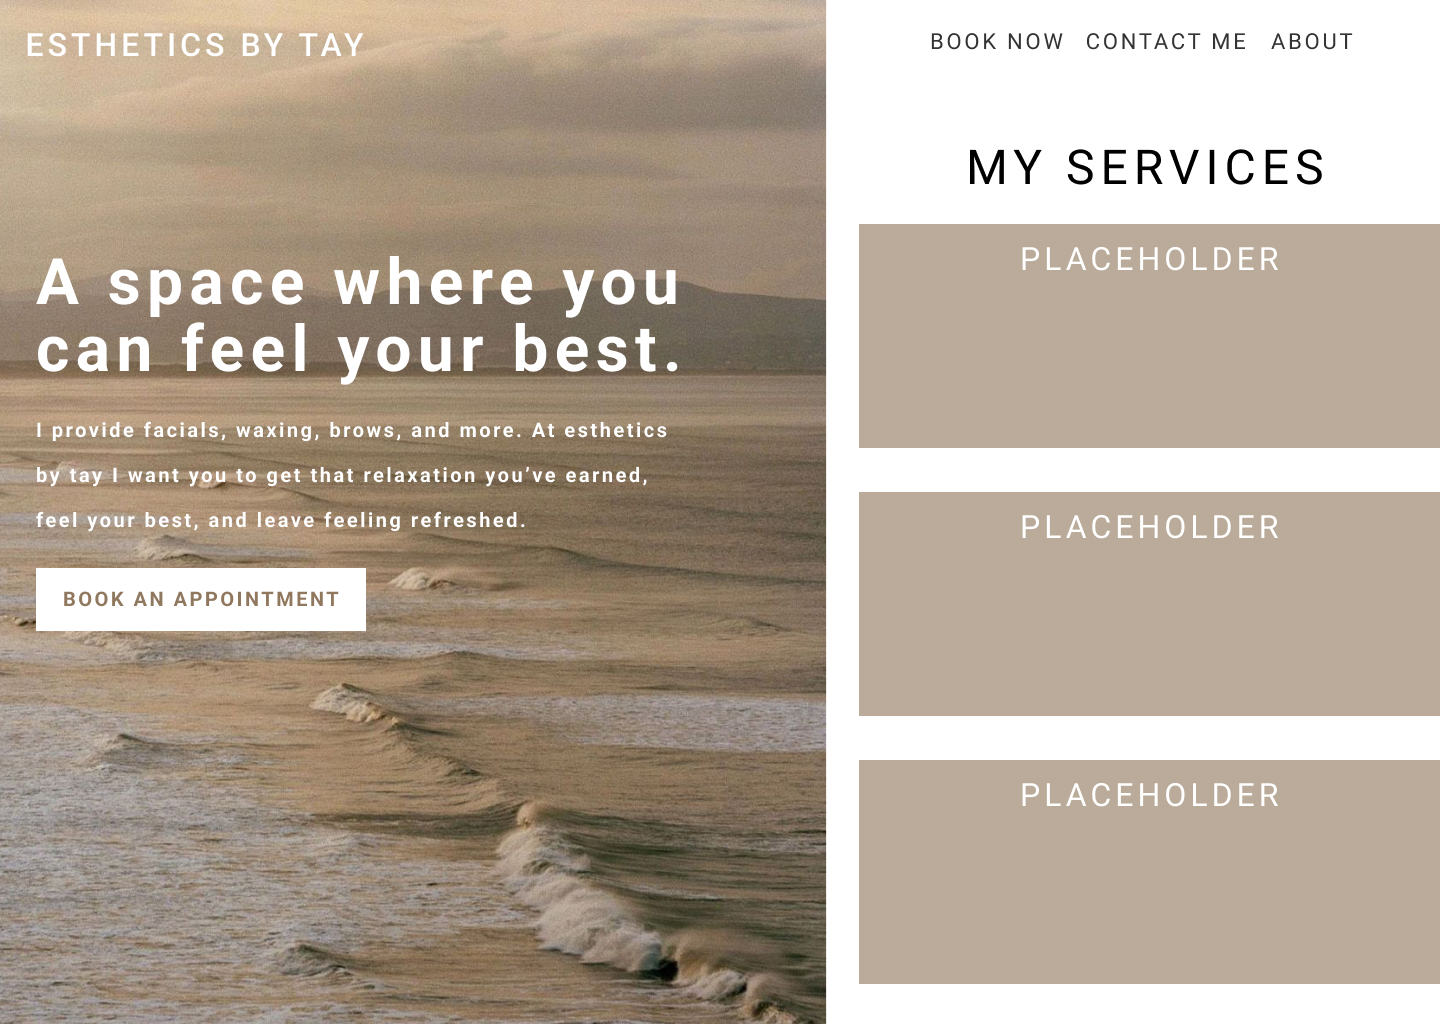 ESTHETICS BY TAY
BOOK NOW CONTACT ME ABOUT
A space where you
can feel your best.
I provide facials, waxing, brows, and more. At esthetics
by tay I want you to get that relaxation you’ve earned,
feel your best, and leave feeling refreshed.
BOOK AN APPOINTMENT
MY SERVICES
PLACEHOLDER
PLACEHOLDER
PLACEHOLDER